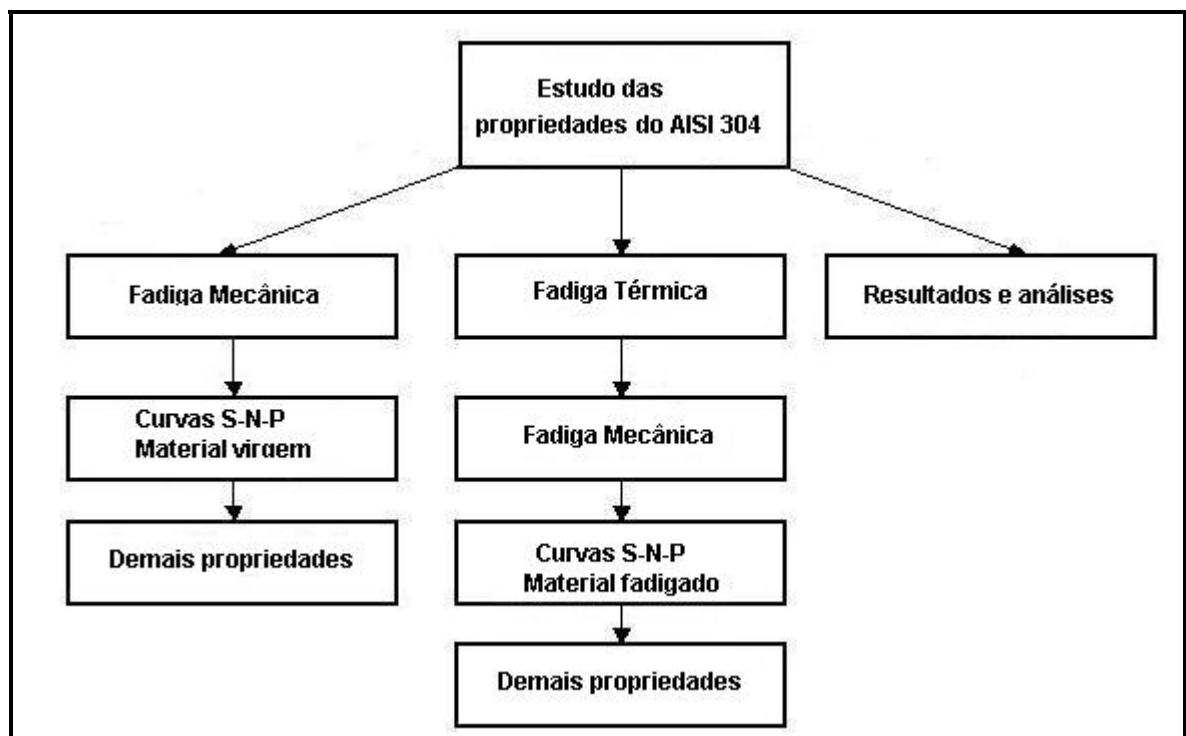 Estudo das
propriedades do AISI 304
Fadiga Mecânica
Fadiga Térmica
Resultados e análises
Curvas S-N-P
Material virgem
Fadiga Mecânica
Demais propriedades
Curvas S-N-P
Material fadigado
Demais propriedades